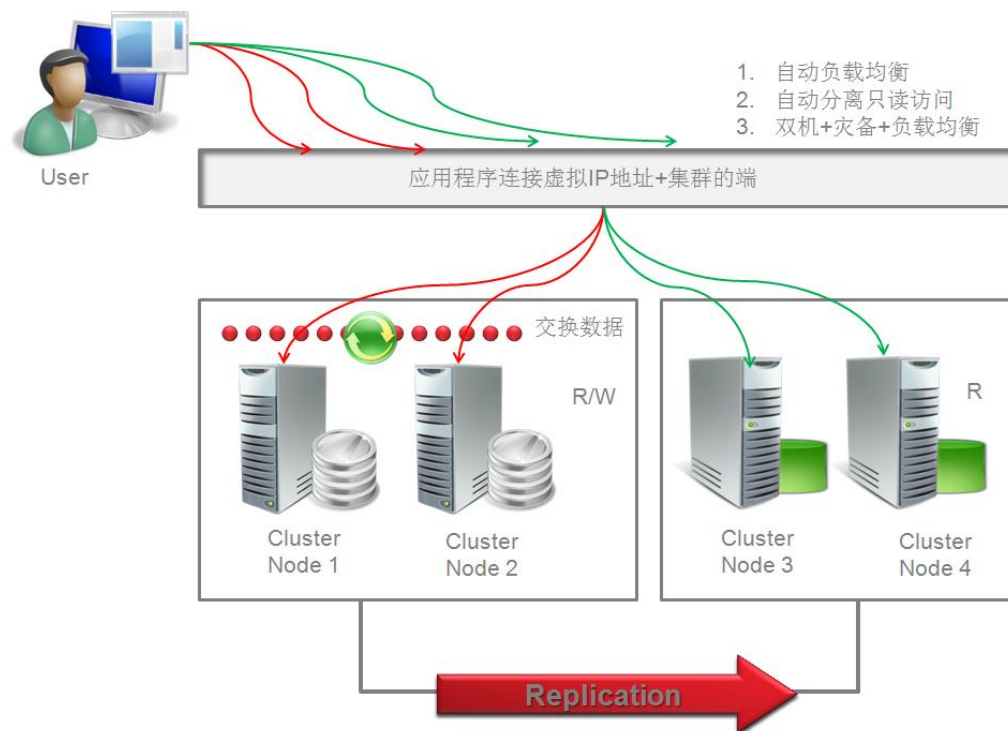 1. 自动负载均衡
2. 自动分离只读访问
3. 双机+灾备+负载均衡
User
应用程序连接虚拟IP地址+集群的端
交换数据
R/W
R
Cluster
Node 1
Cluster
Node 2
Cluster
Node 3
Cluster
Node 4
Replication